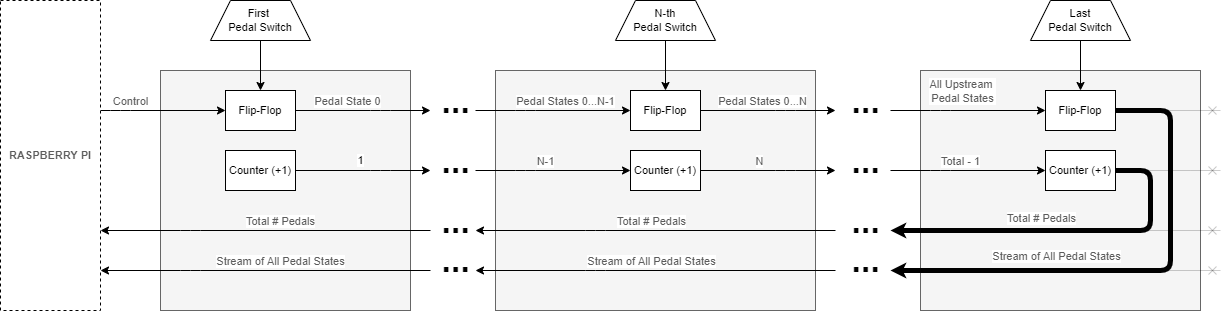 First
Pedal Switch
N-th
Pedal Switch
Last
Pedal Switch
RASPBERRY PI
Control
Flip-Flop
Pedal State 0
...
Pedal States 0...N-1
Flip-Flop
Pedal States 0...N
...
All Upstream
Pedal States
Flip-Flop
Counter (+1)
1
...
N-1
Counter (+1)
N
...
Total - 1
Counter (+1)
Total # Pedals
...
Total # Pedals
...
Total # Pedals
Stream of All Pedal States
...
Stream of All Pedal States
...
Stream of All Pedal States